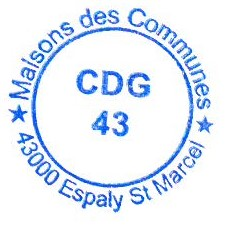 ★ Maisons des Communes ★
CDG
43
43000 Espaly St Marcel